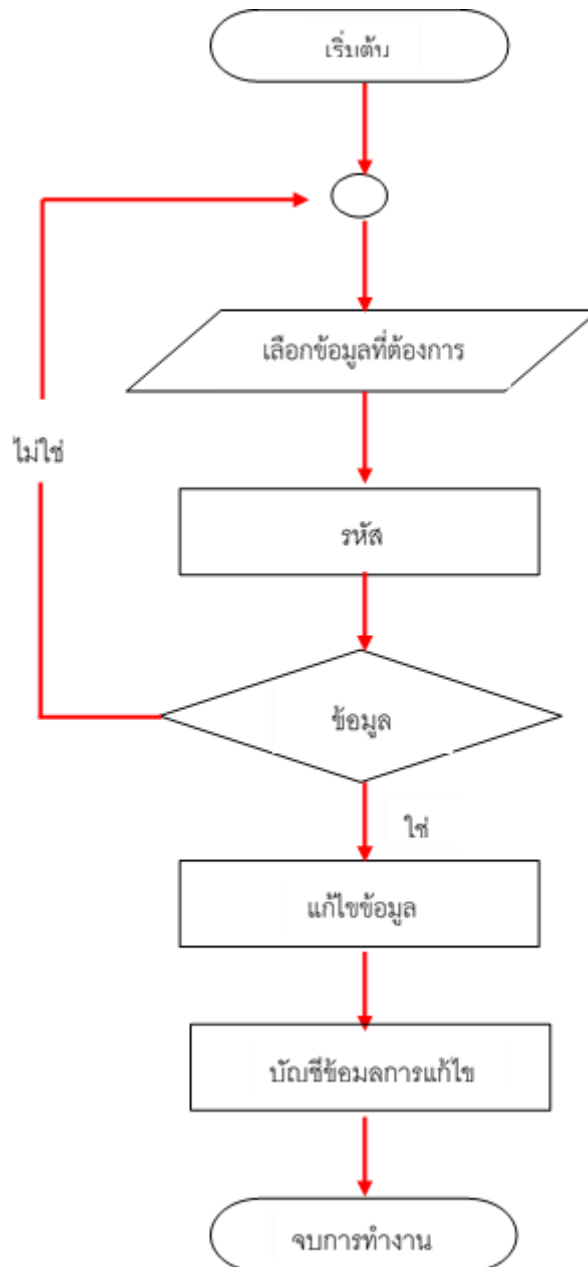 เริ่มต้น
เลือกข้อมูลที่ต้องการ
ไม่ใช่
รหัส
ข้อมูล
ใช่
แก้ไขข้อมูล
บัญชีข้อมลการแก้ไข
จบการทำงาน